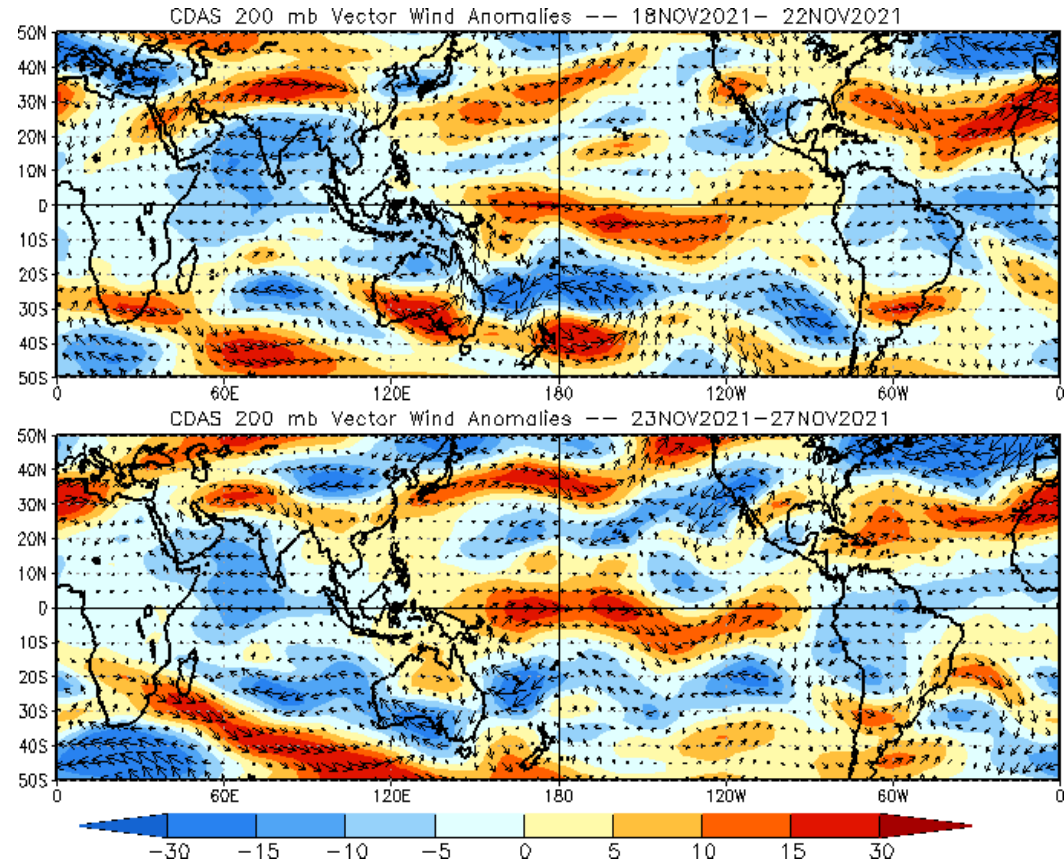 CDAS 200 mb Vector Wind Anomalies -- 18NOV2021- 22NOV2021
50N
40N
30N
20N
10N
0
10S
20S
30S
40S
50S
0 60E 120E 180 120W 60W 0
CDAS 200 mb Vector Wind Anomalies -- 23NOV2021-27NOV2021
50N
40N
30N
20N
10N
0
10S
20S
30S
40S
50S
0 60E 120E 180 120W 60W 0
-30 -15 -10 -5 0 5 10 15 30